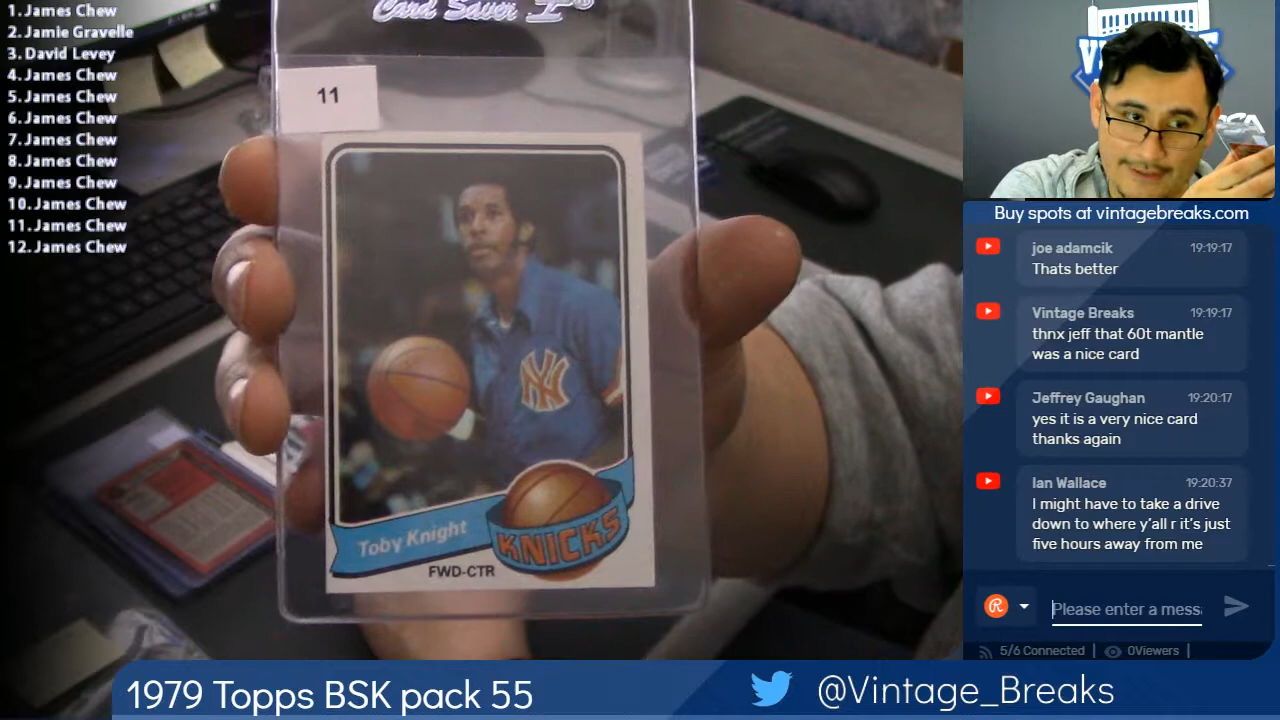 1. James Chew
2. Jamie Gravelle
3. David Levey
4. James Chew
5. James Chew
6. James Chew
7. James Chew
8. James Chew
9. James Chew
10. James Chew
11. James Chew
12. James Chew
Card Saver I®
11
NY
Toby Knight
KNICKS
FWD-CTR
Buy spots at vintagebreaks.com
joe adamcik 19:19:17
Thats better
Vintage Breaks 19:19:17
thnx jeff that 60t mantle
was a nice card
Jeffrey Gaughan 19:20:17
yes it is a very nice card
thanks again
Ian Wallace 19:20:37
I might have to take a drive
down to where y'all r it's just
five hours away from me
Please enter a messa
5/6 Connected | 0Viewers |
1979 Topps BSK pack 55
@Vintage_Breaks